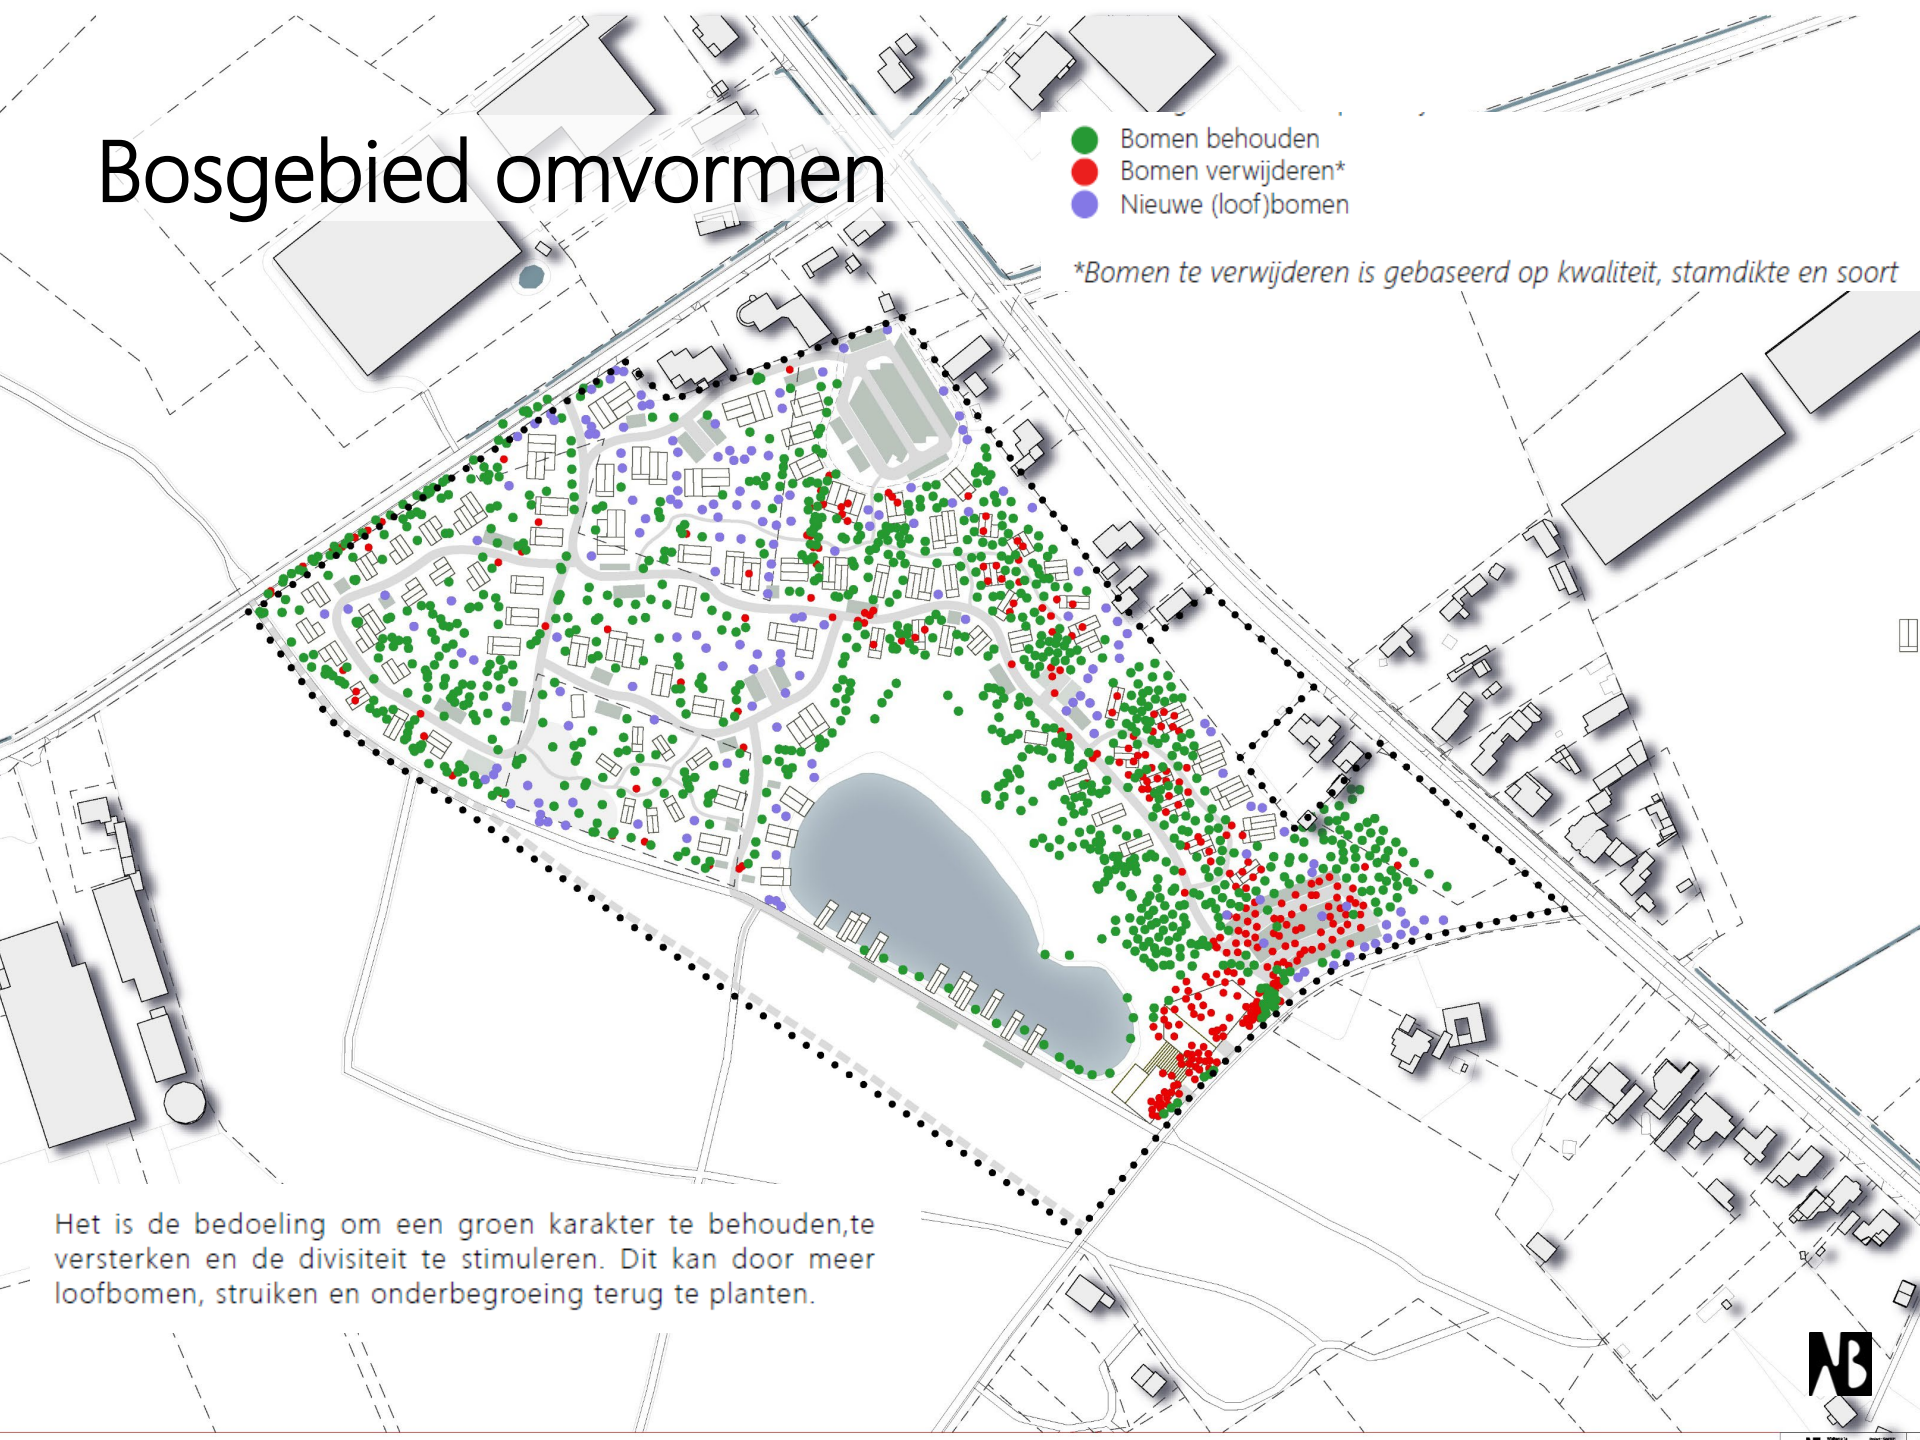 Bosgebied omvormen
Bomen behouden
Bomen verwijderen*
Nieuwe (loof)bomen
*Bomen te verwijderen is gebaseerd op kwaliteit, stamdikte en soort
Het is de bedoeling om een groen karakter te behouden,te
versterken en de divisiteit te stimuleren. Dit kan door meer
loofbomen, struiken en onderbegroeing terug te planten.
NB